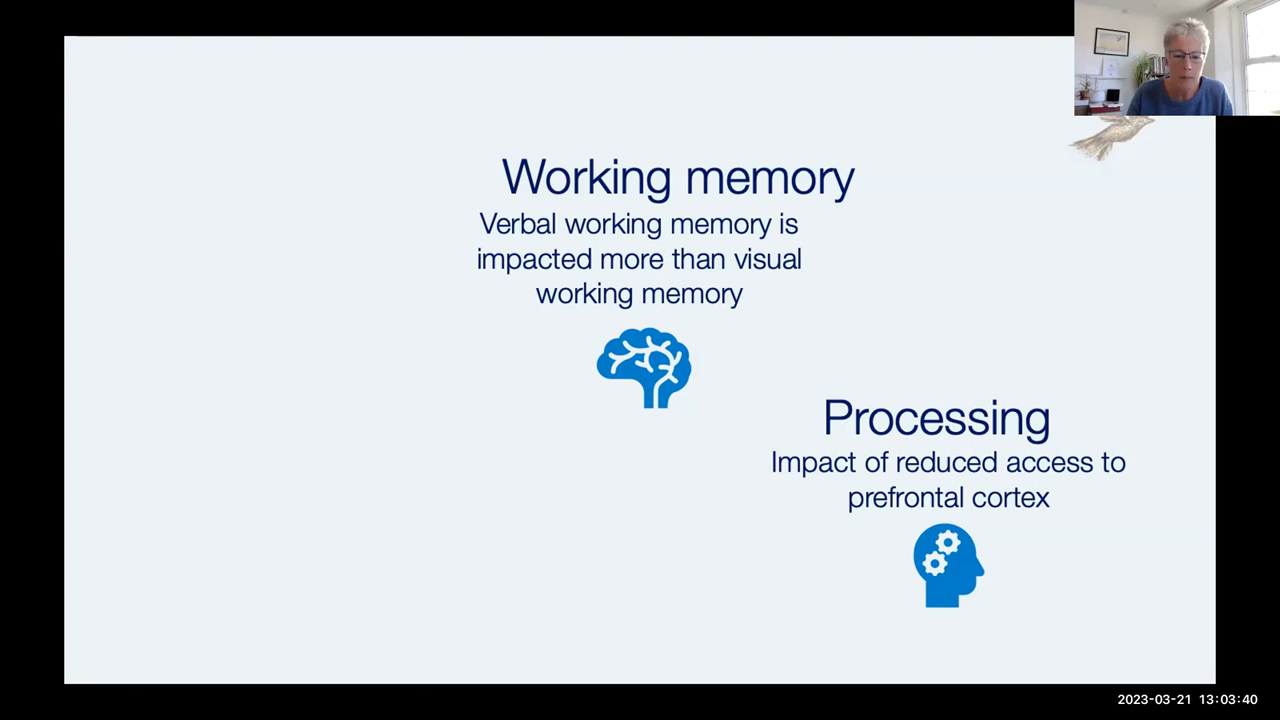 Working memory
Verbal working memory is
impacted more than visual
working memory
Processing
Impact of reduced access to
prefrontal cortex
2023-03-21 13:03:40